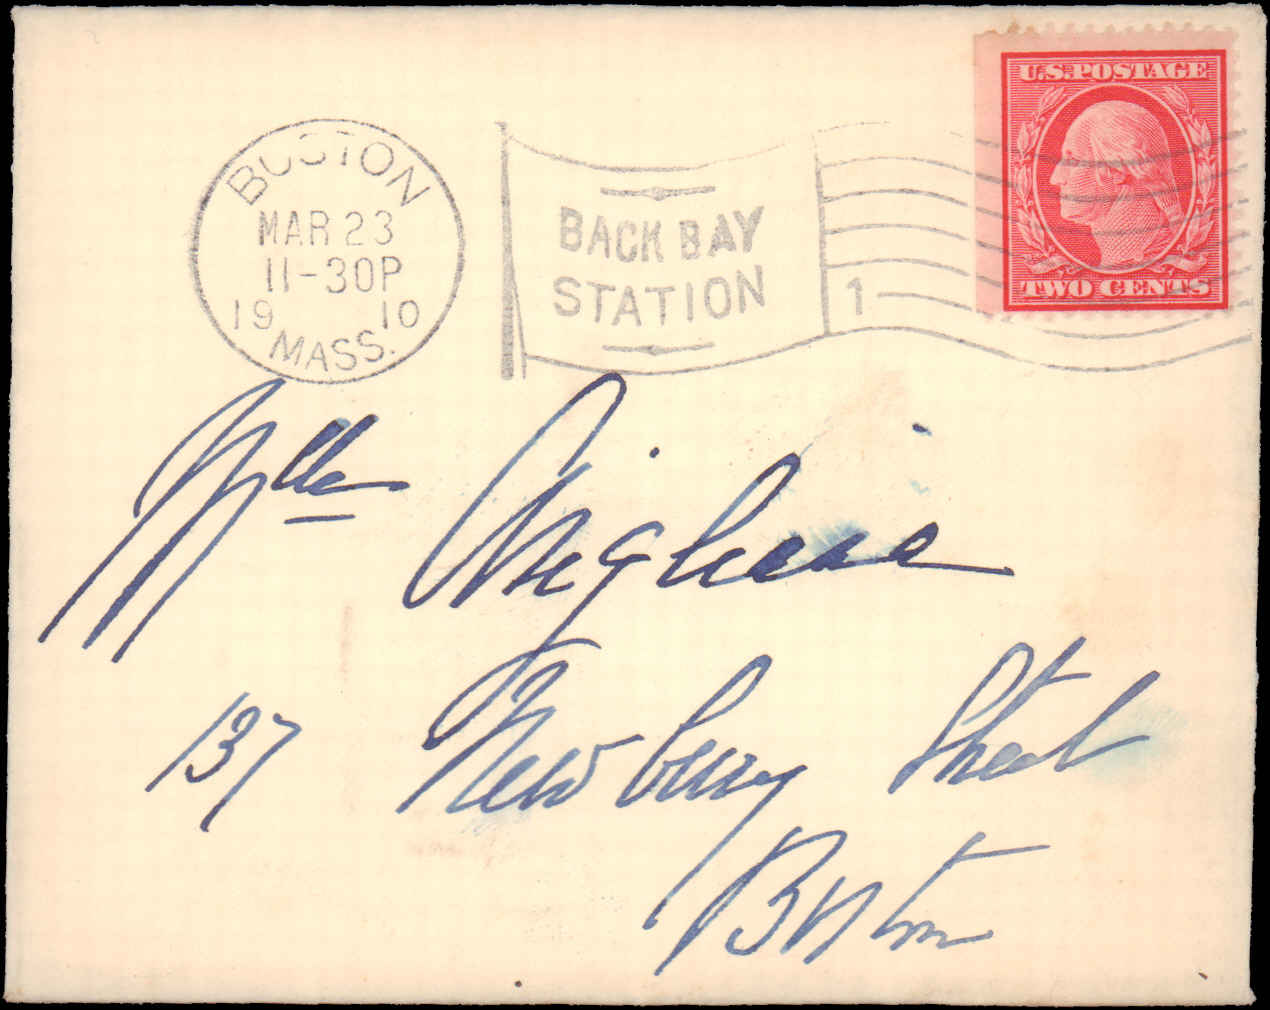 U.S. POSTAGE
BOSTON
MAR 23
11-30P
19 10
MASS.
BACK BAY
STATION
1
TWO CENTS
Mlle
137 Newbury Street
Boston